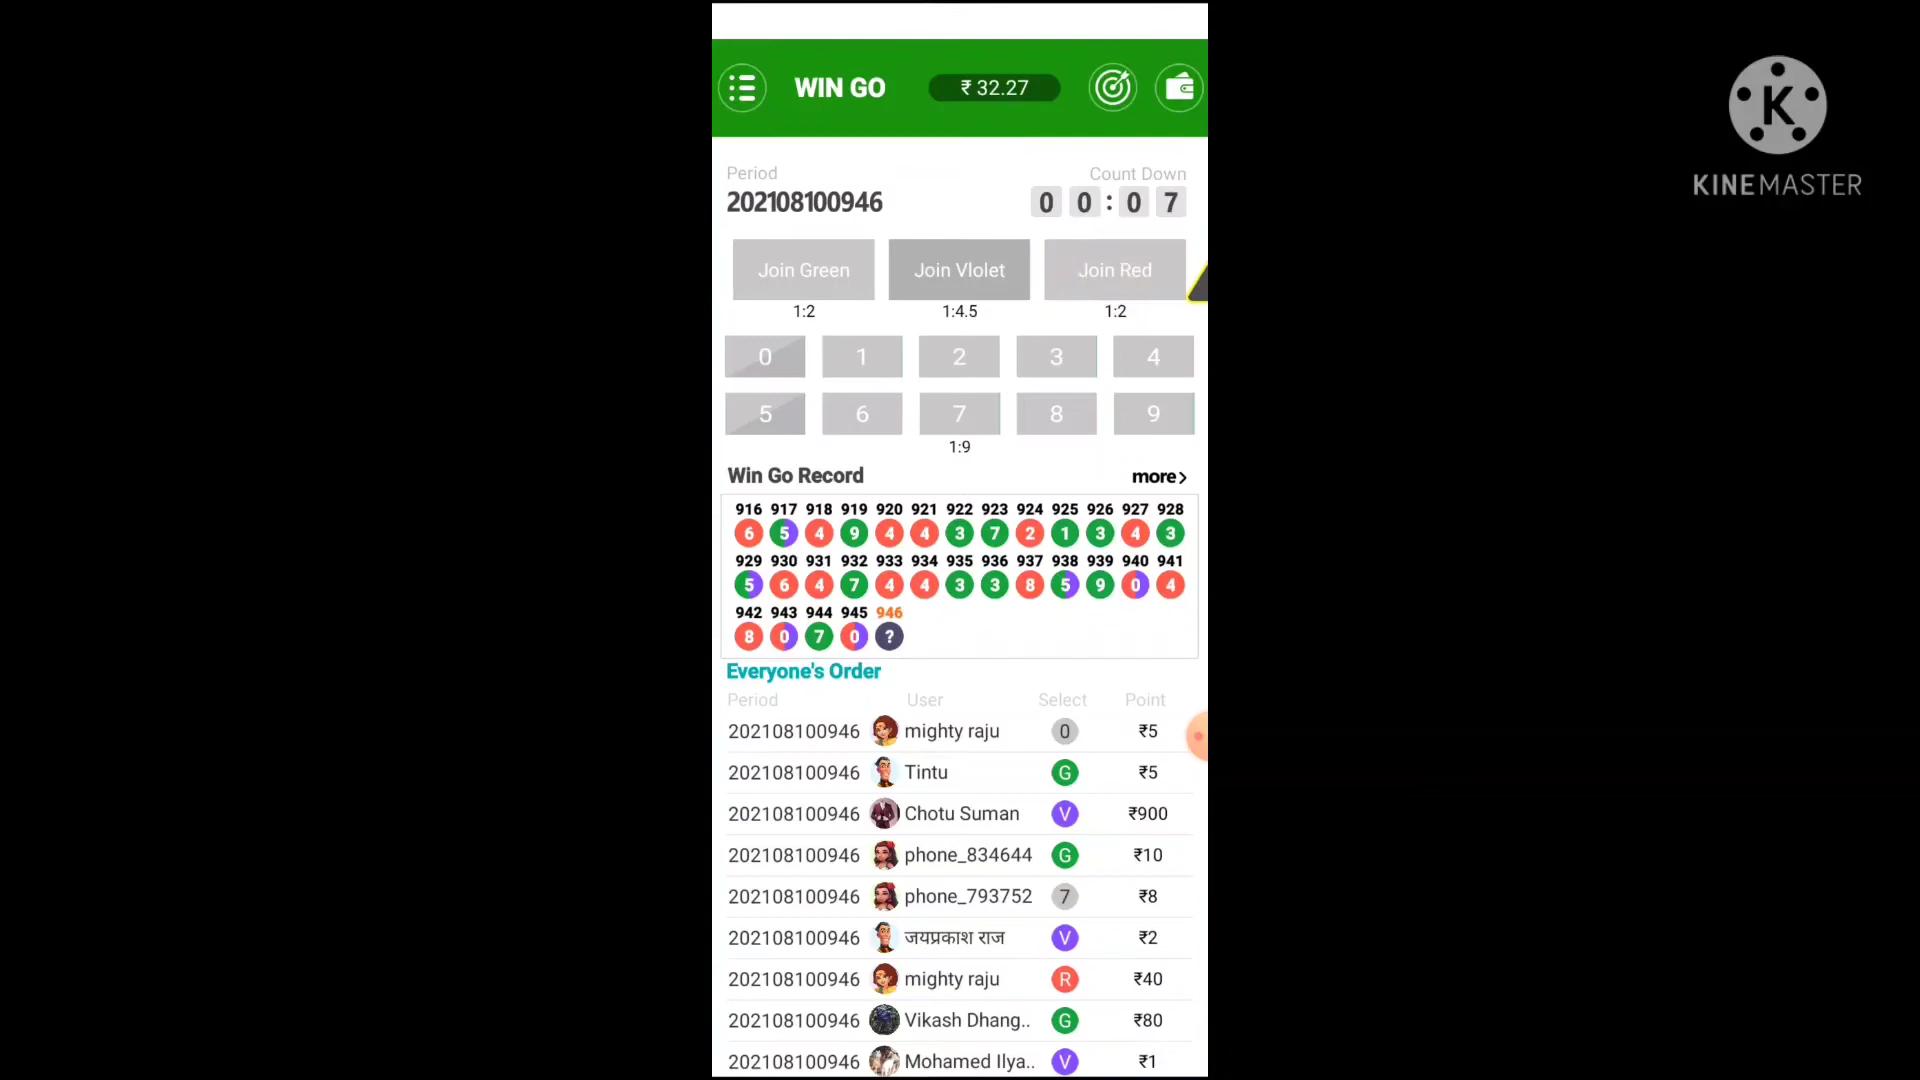 WIN GO ₹ 32.27
K
KINEMASTER
Period Count Down
202108100946 0 0 : 0 7
Join Green Join Vlolet Join Red
1:2 1:4.5 1:2
0 1 2 3 4
5 6 7 8 9
1:9
Win Go Record more>
916 917 918 919 920 921 922 923 924 925 926 927 928
6 5 4 9 4 4 3 7 2 1 3 4 3
929 930 931 932 933 934 935 936 937 938 939 940 941
5 6 4 7 4 4 3 3 8 5 9 0 4
942 943 944 945 946
8 0 7 0 ?
Everyone's Order
Period User Select Point
202108100946 mighty raju 0 ₹5
202108100946 Tintu G ₹5
202108100946 Chotu Suman V ₹900
202108100946 phone_834644 G ₹10
202108100946 phone_793752 7 ₹8
202108100946 जयप्रकाश राज V ₹2
202108100946 mighty raju R ₹40
202108100946 Vikash Dhang.. G ₹80
202108100946 Mohamed Ilya.. V ₹1